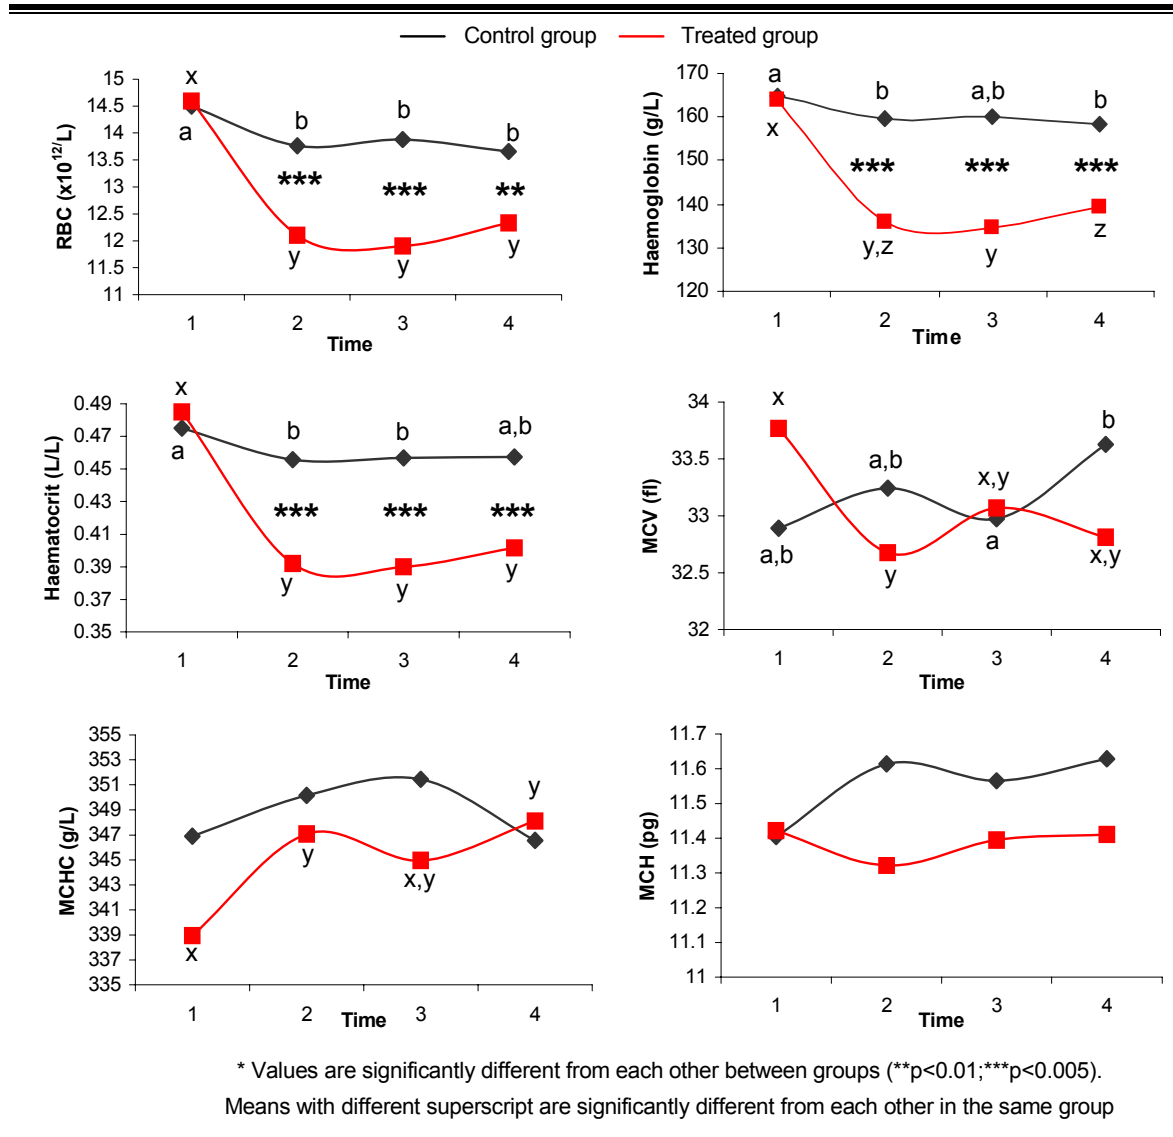 Control group Treated group
RBC (x10^12/L)
15
14.5
14
13.5
13
12.5
12
11.5
11
x
a
b
b
b
***
***
**
y
y
y
1 2 3 4
Time
Haemoglobin (g/L)
170
160
150
140
130
120
a
x
b
a,b
b
***
***
***
y,z
y
z
1 2 3 4
Time
Haematocrit (L/L)
0.49
0.47
0.45
0.43
0.41
0.39
0.37
0.35
x
a
b
b
a,b
***
***
***
y
y
y
1 2 3 4
Time
MCV (fl)
34
33.5
33
32.5
32
x
a,b
a,b
y
x,y
a
b
x,y
1 2 3 4
Time
MCHC (g/L)
355
353
351
349
347
345
343
341
339
337
335
x
y
x,y
y
1 2 3 4
Time
MCH (pg)
11.7
11.6
11.5
11.4
11.3
11.2
11.1
11
1 2 3 4
Time
* Values are significantly different from each other between groups (**p<0.01;***p<0.005).
Means with different superscript are significantly different from each other in the same group